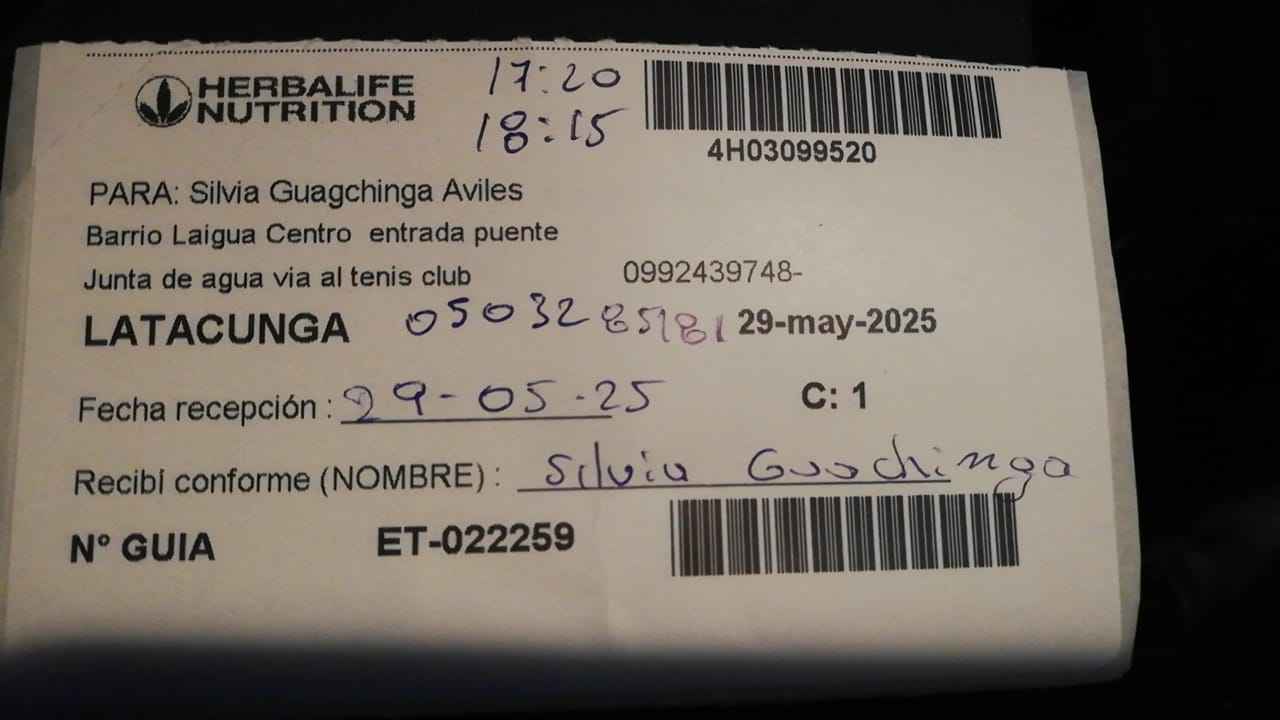 HERBALIFE NUTRITION
17:20
18:15
4H03099520
PARA: Silvia Guagchinga Aviles
Barrio Laigua Centro entrada puente
Junta de agua via al tenis club 0992439748-
LATACUNGA 0503285181 29-may-2025
Fecha recepción : 29-05-25 C: 1
Recibí conforme (NOMBRE) : Silvia Guachinga
N° GUIA ET-022259